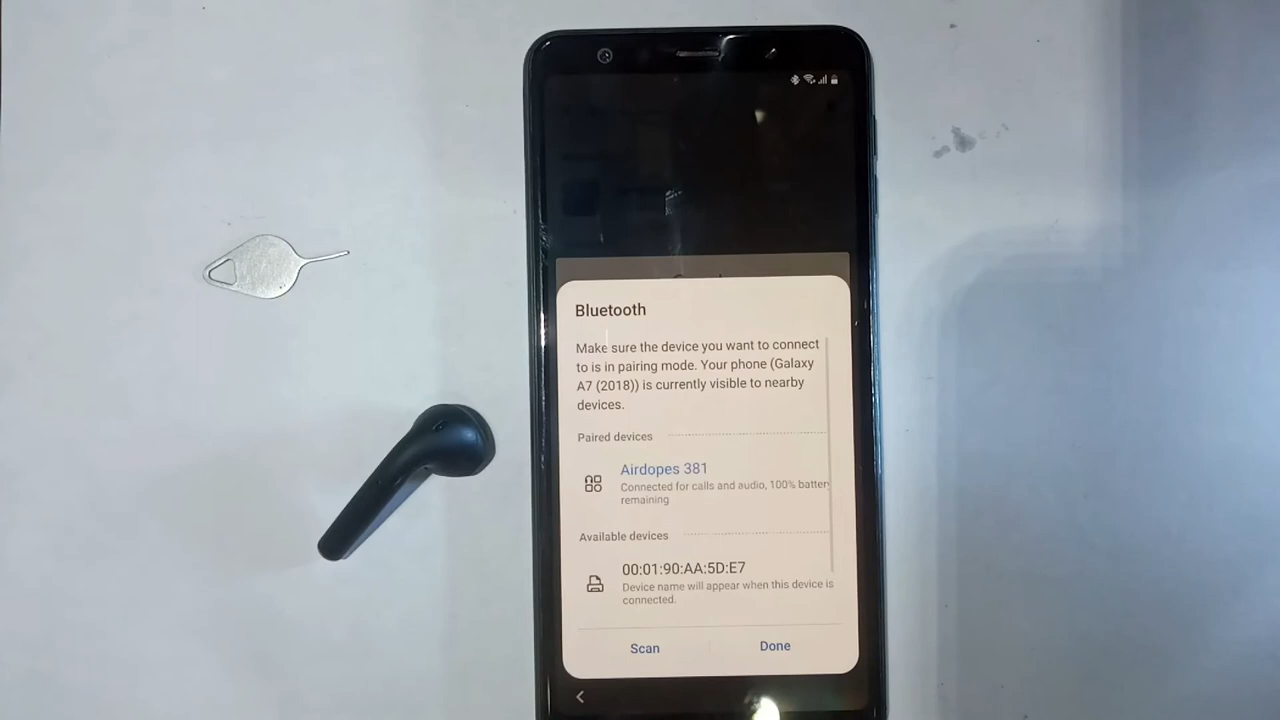 Bluetooth
Make sure the device you want to connect
to is in pairing mode. Your phone (Galaxy
A7 (2018)) is currently visible to nearby
devices.
Paired devices
Airdopes 381
Connected for calls and audio, 100% battery
remaining
Available devices
00:01:90:AA:5D:E7
Device name will appear when this device is
connected.
Scan
Done